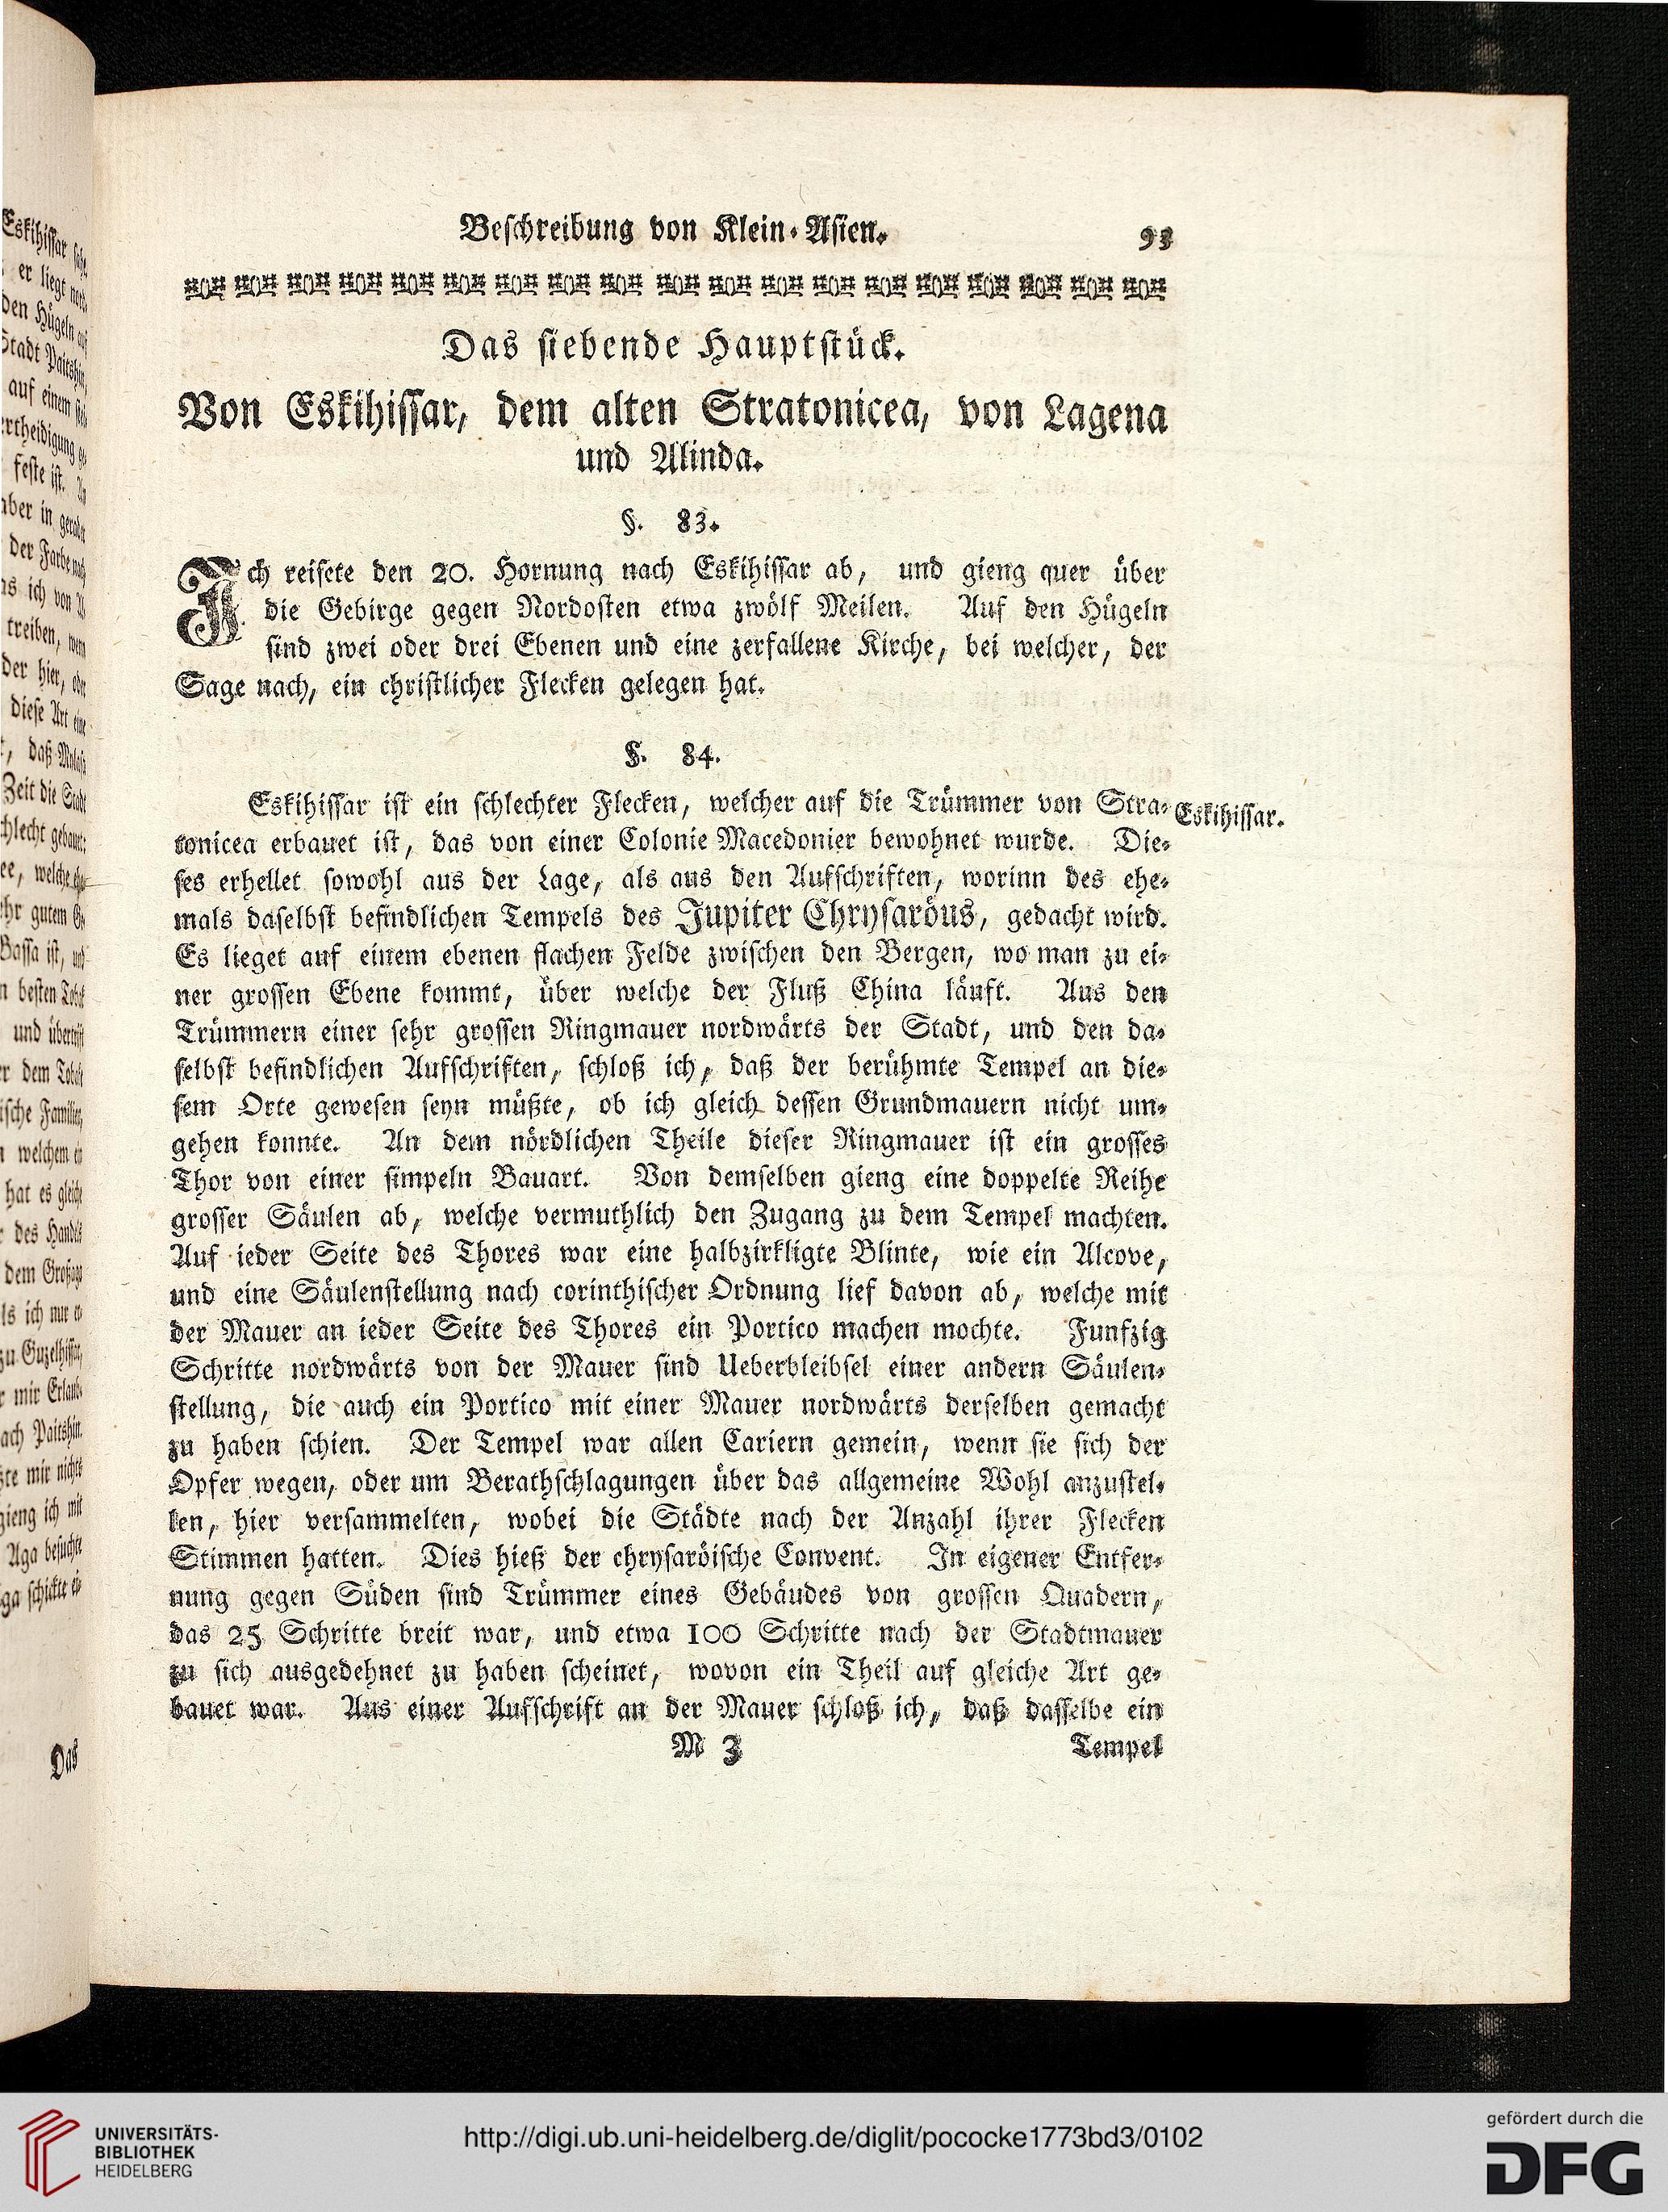 Beschreibung von Klein-Asien. 93
Das siebende Hauptstück.
Von Eskihissar, dem alten Stratonicea, von Lagena
und Alinda.
§. 83.
Ich reisete den 20. Hornung nach Eskihissar ab, und gieng quer über
die Gebirge gegen Nordosten etwa zwölf Meilen. Auf den Hügeln
sind zwei oder drei Ebenen und eine zerfallene Kirche, bei welcher, der
Sage nach, ein christlicher Flecken gelegen hat.
§. 84.
Eskihissar ist ein schlechter Flecken, welcher auf die Trümmer von Stra-
Eskihissar.
tonicea erbauet ist, das von einer Colonie Macedonier bewohnet wurde. Die-
ses erhellet sowohl aus der Lage, als aus den Aufschriften, worinn des ehe-
mals daselbst befindlichen Tempels des Jupiter Chrysaröus, gedacht wird.
Es lieget auf einem ebenen flachen Felde zwischen den Bergen, wo man zu ei-
ner grossen Ebene kommt, über welche der Fluß China läuft. Aus den
Trümmern einer sehr grossen Ringmauer nordwärts der Stadt, und den da-
selbst befindlichen Aufschriften, schloß ich, daß der berühmte Tempel an die-
sem Orte gewesen seyn müßte, ob ich gleich dessen Grundmauern nicht um-
gehen konnte. An dem nördlichen Theile dieser Ringmauer ist ein grosses
Thor von einer simpeln Bauart. Von demselben gieng eine doppelte Reihe
grosser Säulen ab, welche vermuthlich den Zugang zu dem Tempel machten.
Auf ieder Seite des Thores war eine halbzirkligte Blinte, wie ein Alcove,
und eine Säulenstellung nach corinthischer Ordnung lief davon ab, welche mit
der Mauer an ieder Seite des Thores ein Portico machen mochte. Funfzig
Schritte nordwärts von der Mauer sind Ueberbleibsel einer andern Säulen-
stellung, die auch ein Portico mit einer Mauer nordwärts derselben gemacht
zu haben schien. Der Tempel war allen Cariern gemein, wenn sie sich der
Opfer wegen, oder um Berathschlagungen über das allgemeine Wohl anzustel-
len, hier versammelten, wobei die Städte nach der Anzahl ihrer Flecken
Stimmen hatten. Dies hieß der chrysaröische Convent. In eigener Entfer-
nung gegen Süden sind Trümmer eines Gebäudes von grossen Quadern,
das 25 Schritte breit war, und etwa 100 Schritte nach der Stadtmauer
zu sich ausgedehnet zu haben scheinet, wovon ein Theil auf gleiche Art ge-
bauet war. Aus einer Aufschrift an der Mauer schloß ich, daß dasselbe ein
M 3 Tempel
UNIVERSITÄTS-
BIBLIOTHEK
HEIDELBERG
http://digi.ub.uni-heidelberg.de/diglit/pococke1773bd3/0102
gefördert durch die
DFG